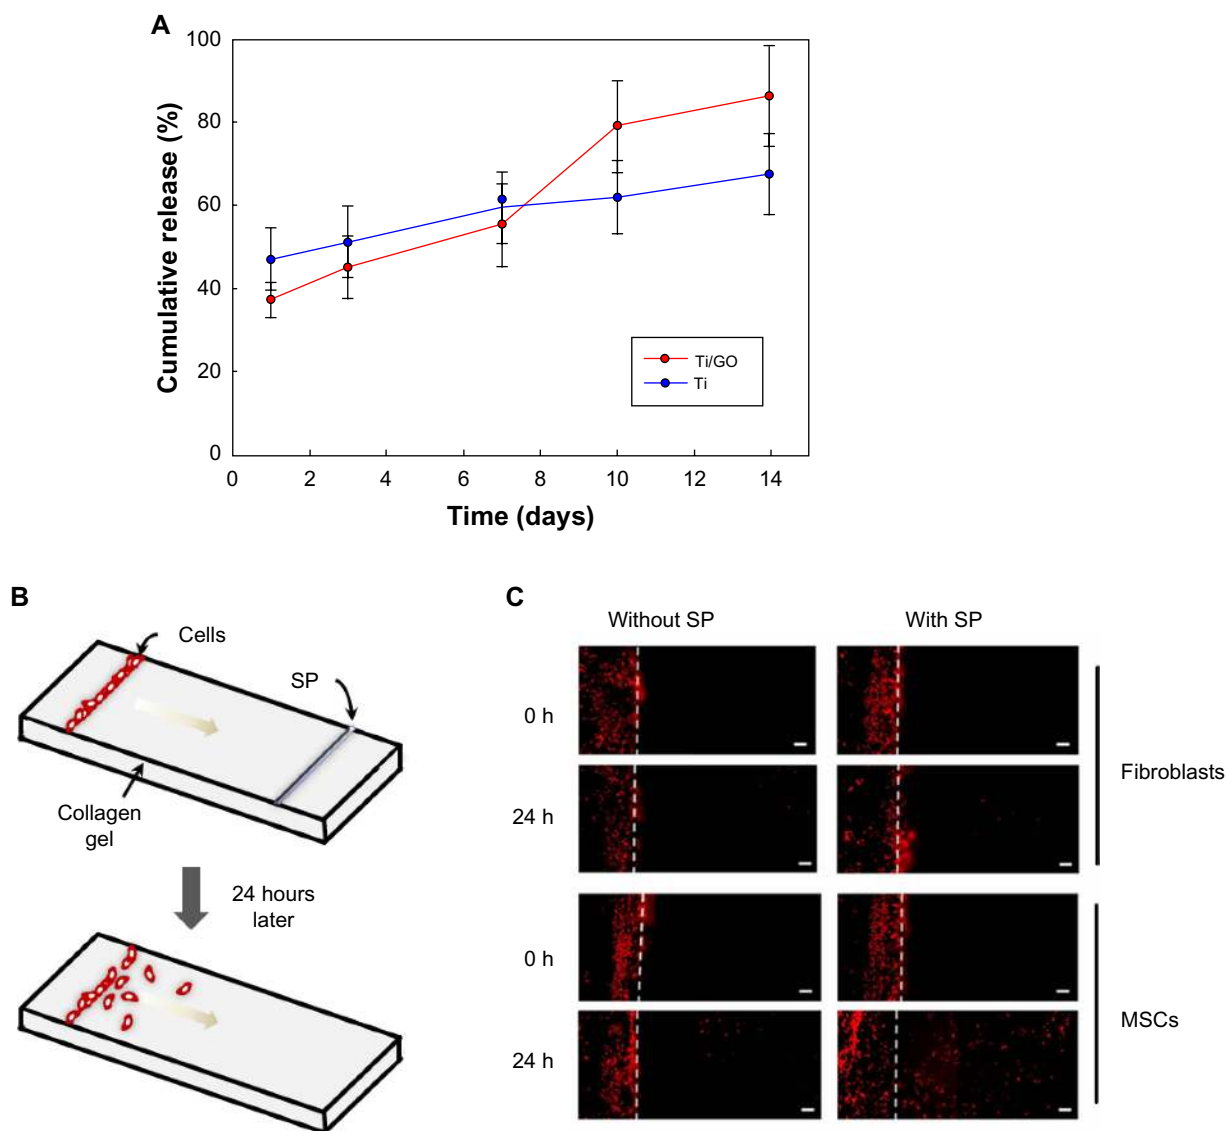 A
100
80
60
40
20
0
Cumulative release (%)
0 2 4 6 8 10 12 14
Time (days)
Ti/GO
Ti
B
Cells
SP
Collagen
gel
24 hours
later
C
Without SP
With SP
0 h
24 h
Fibroblasts
0 h
24 h
MSCs